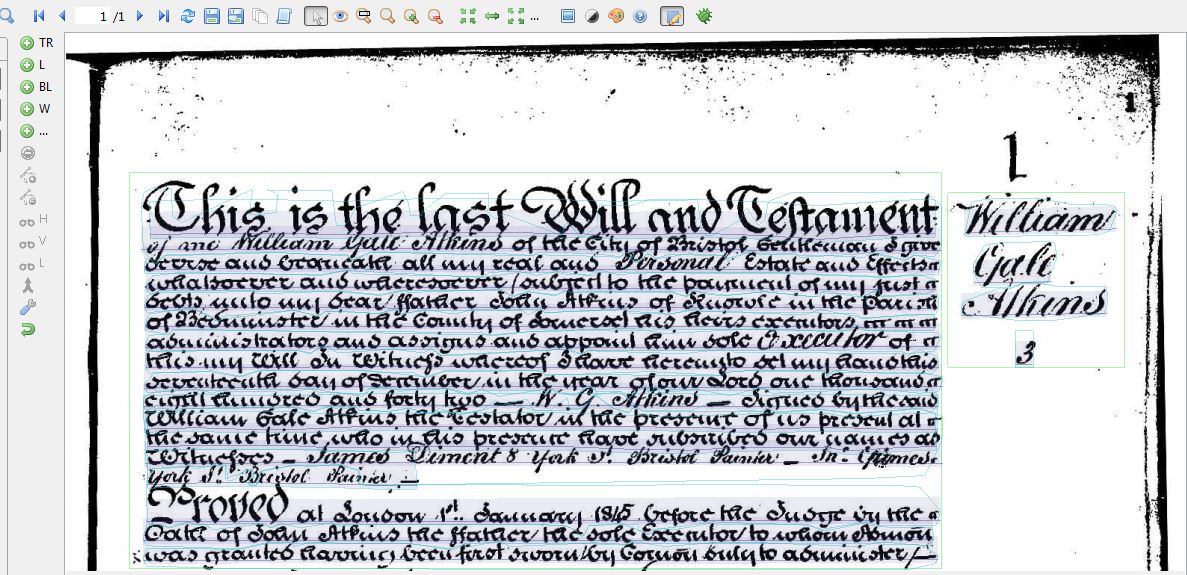 1 /1
TR
L
BL
W
...
H
V
L
1
L
This is the last Will and Testament
of me William Gale Atkins of the City of Bristol Gentleman I give
devise and bequeath all my real and Personal Estate and Effects
whatsoever and wheresoever subject to the payment of my just
debts unto my dear ffather John Atkins of Knowle in the Parish
of Bedminster in the County of Somerset his heirs executors
administrators and assigns and appoint him sole Executor of
this my Will In Witness whereof I have hereunto set my hand this
seventeenth day of December in the year of our Lord one thousand
eight hundred and forty two — W. G. Atkins — Signed by the said
William Gale Atkins the Testator in the presence of us present at
the same time who in his presence have subscribed our names as
Witnesses — James Diment 8 York St. Bristol Painter — Jno. James
York St. Bristol Painter —
Proved at London 1st. January 1845 before the Judge by the
Oath of John Atkins the ffather the sole Executor to whom Admon
was granted having been first sworn by Comon duly to administer
William
Gale
Atkins
3